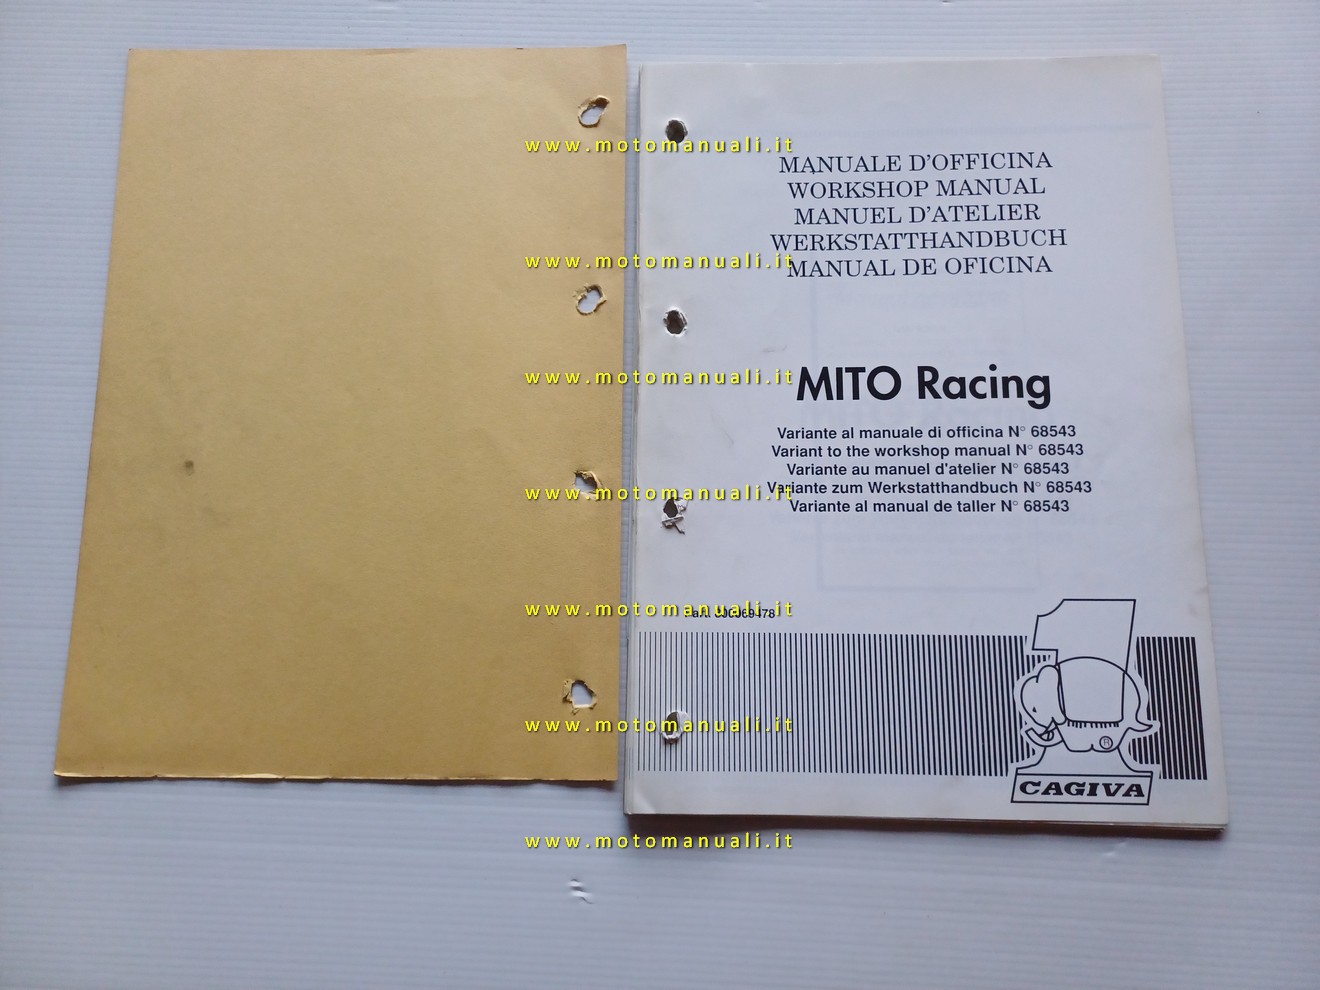 www.motomanuali.it
MANUALE D'OFFICINA
WORKSHOP MANUAL
MANUEL D'ATELIER
WERKSTATTHANDBUCH
www.motomanuali.it
MANUAL DE OFICINA
www.motomanuali.it
MITO Racing
Variante al manuale di officina N° 68543
Variant to the workshop manual N° 68543
Variante au manuel d'atelier N° 68543
Variante zum Werkstatthandbuch N° 68543
www.motomanuali.it
Variante al manual de taller N° 68543
www.motomanuali.it
Part.
1
www.motomanuali.it
®
CAGIVA
www.motomanuali.it